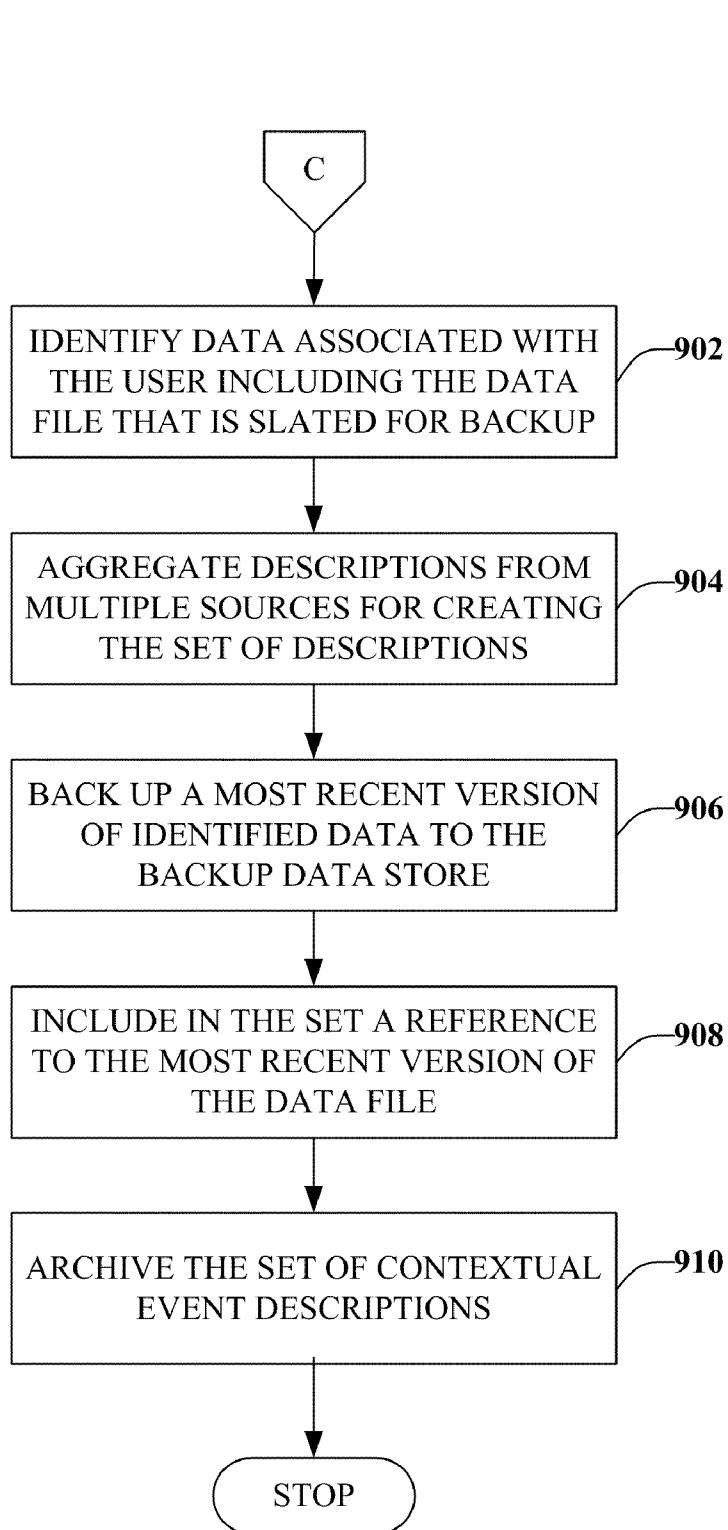 C
IDENTIFY DATA ASSOCIATED WITH
THE USER INCLUDING THE DATA
FILE THAT IS SLATED FOR BACKUP
902
AGGREGATE DESCRIPTIONS FROM
MULTIPLE SOURCES FOR CREATING
THE SET OF DESCRIPTIONS
904
BACK UP A MOST RECENT VERSION
OF IDENTIFIED DATA TO THE
BACKUP DATA STORE
906
INCLUDE IN THE SET A REFERENCE
TO THE MOST RECENT VERSION OF
THE DATA FILE
908
ARCHIVE THE SET OF CONTEXTUAL
EVENT DESCRIPTIONS
910
STOP